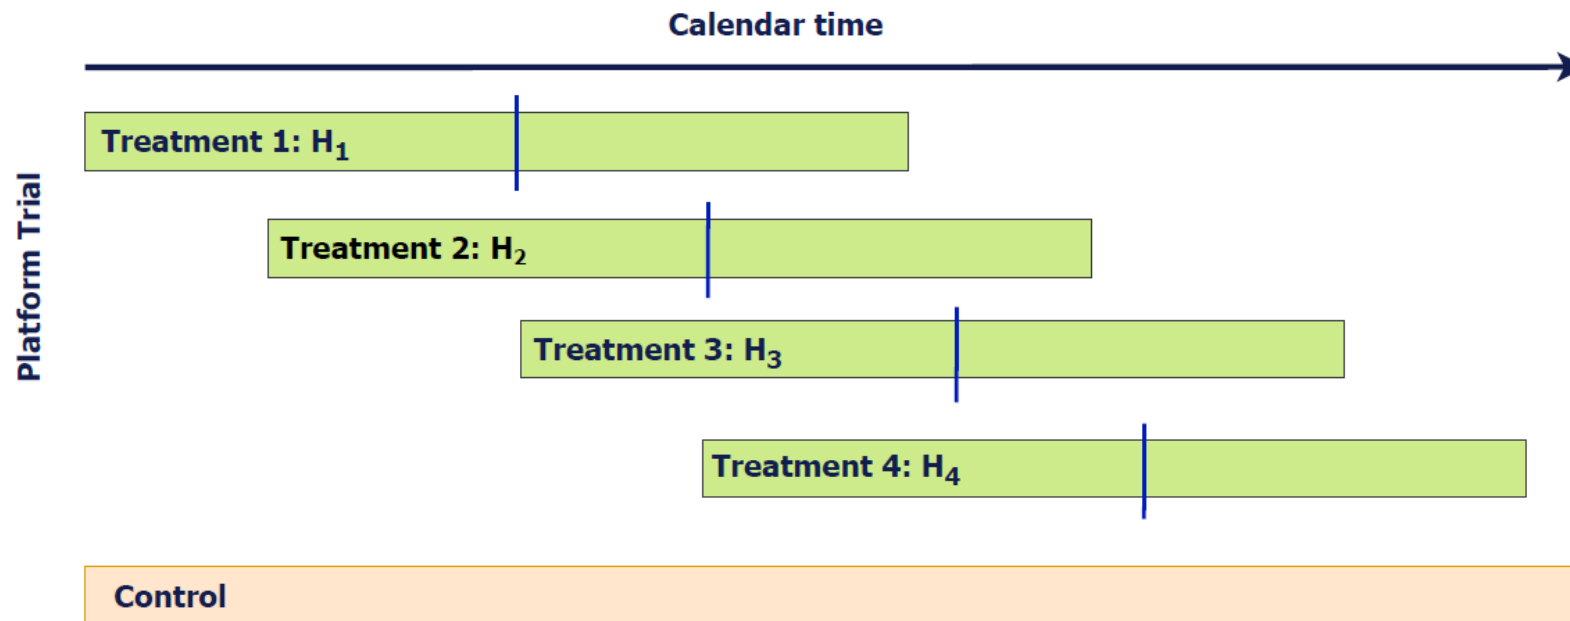 Calendar time
Platform Trial
Treatment 1: H₁
Treatment 2: H₂
Treatment 3: H₃
Treatment 4: H₄
Control